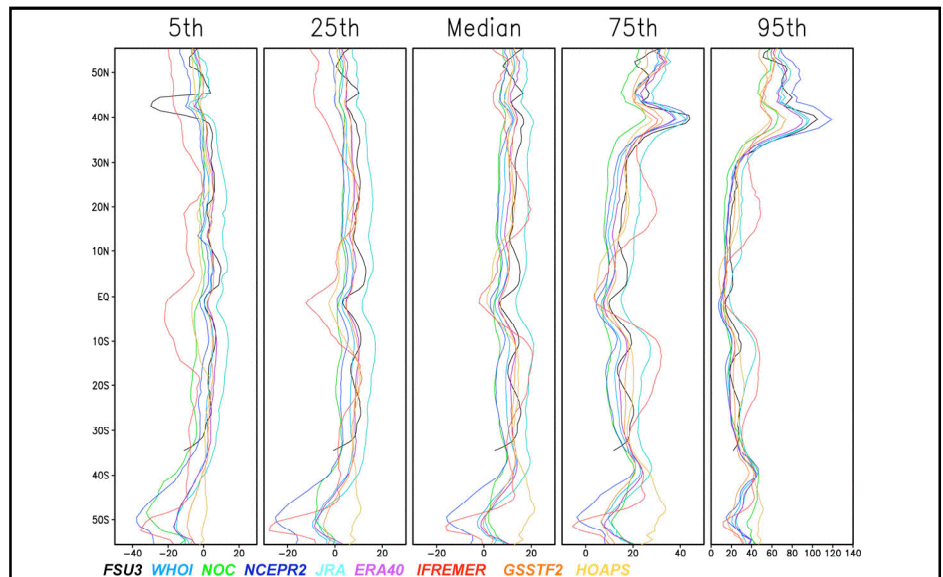 5th 25th Median 75th 95th
50N
40N
30N
20N
10N
EQ
10S
20S
30S
40S
50S
−40 −20 0 20 −20 0 20 −20 0 20 0 20 40 0 20 40 60 80 100 120 140
FSU3 WHOI NOC NCEPR2 JRA ERA40 IFREMER GSSTF2 HOAPS